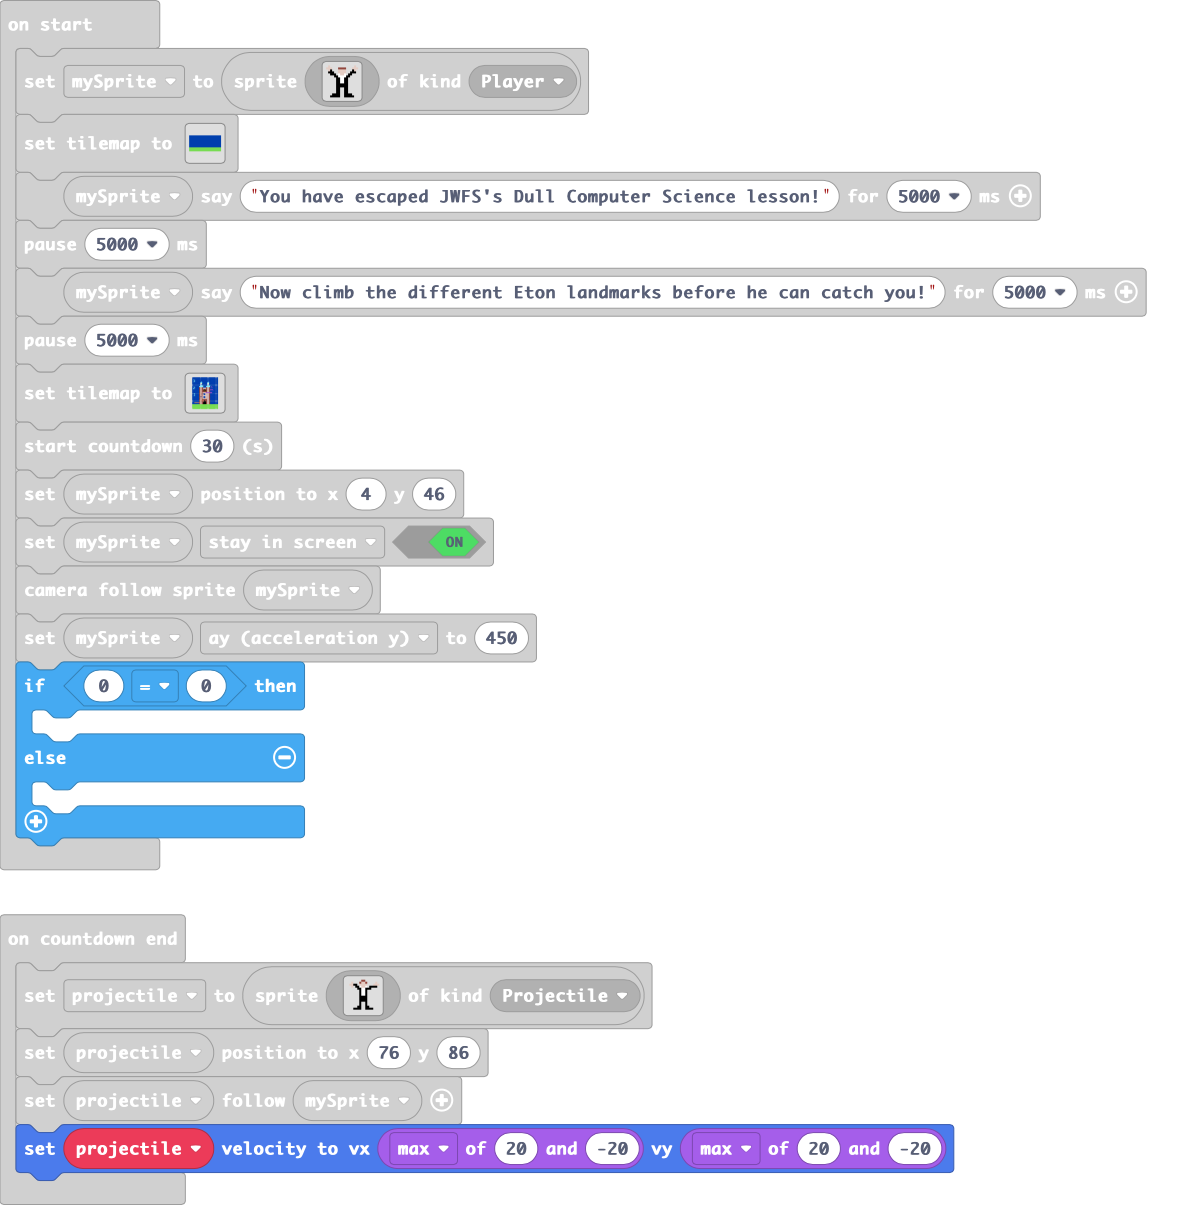 on start
set mySprite to sprite of kind Player
set tilemap to
mySprite say "You have escaped JWFS's Dull Computer Science lesson!" for 5000 ms
pause 5000 ms
mySprite say "Now climb the different Eton landmarks before he can catch you!" for 5000 ms
pause 5000 ms
set tilemap to
start countdown 30 (s)
set mySprite position to x 4 y 46
set mySprite stay in screen ON
camera follow sprite mySprite
set mySprite ay (acceleration y) to 450
if 0 = 0 then
else
on countdown end
set projectile to sprite of kind Projectile
set projectile position to x 76 y 86
set projectile follow mySprite
set projectile velocity to vx max of 20 and -20 vy max of 20 and -20